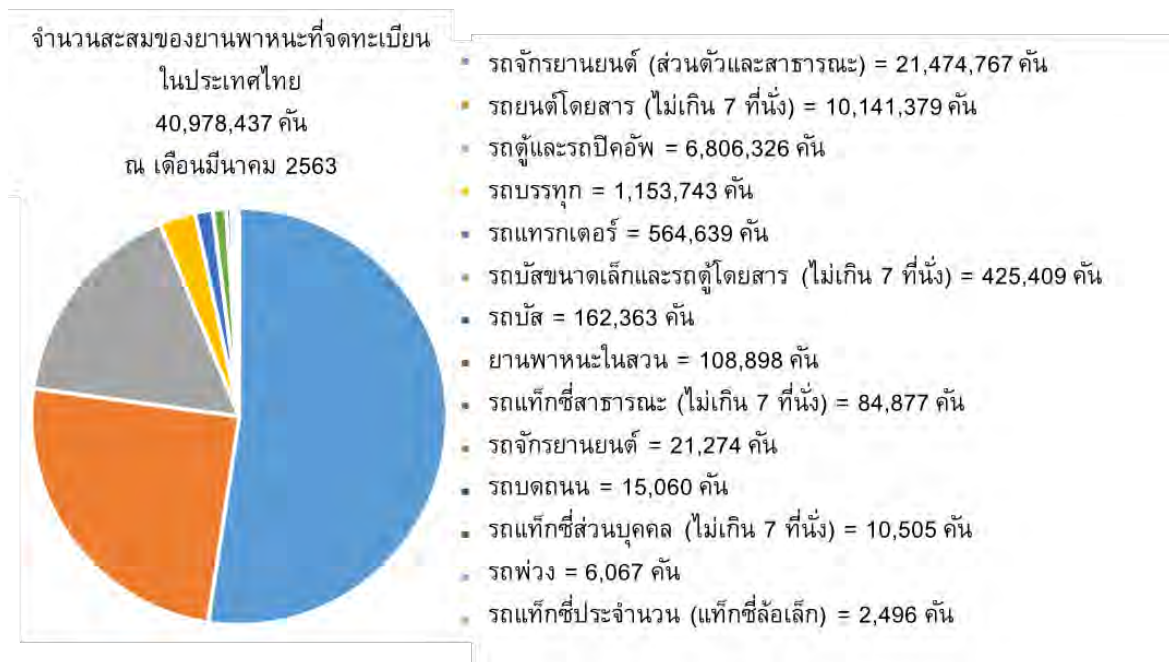 จำนวนสะสมของยานพาหนะที่จดทะเบียน
ในประเทศไทย
40,978,437 คัน
ณ เดือนมีนาคม 2563
รถจักรยานยนต์ (ส่วนตัวและสาธารณะ) = 21,474,767 คัน
รถยนต์โดยสาร (ไม่เกิน 7 ที่นั่ง) = 10,141,379 คัน
รถตู้และรถปิคอัพ = 6,806,326 คัน
รถบรรทุก = 1,153,743 คัน
รถแทรกเตอร์ = 564,639 คัน
รถบัสขนาดเล็กและรถตู้โดยสาร (ไม่เกิน 7 ที่นั่ง) = 425,409 คัน
รถบัส = 162,363 คัน
ยานพาหนะในสวน = 108,898 คัน
รถแท็กซี่สาธารณะ (ไม่เกิน 7 ที่นั่ง) = 84,877 คัน
รถจักรยานยนต์ = 21,274 คัน
รถบดถนน = 15,060 คัน
รถแท็กซี่ส่วนบุคคล (ไม่เกิน 7 ที่นั่ง) = 10,505 คัน
รถพ่วง = 6,067 คัน
รถแท็กซี่ประจำนวน (แท็กซี่ล้อเล็ก) = 2,496 คัน